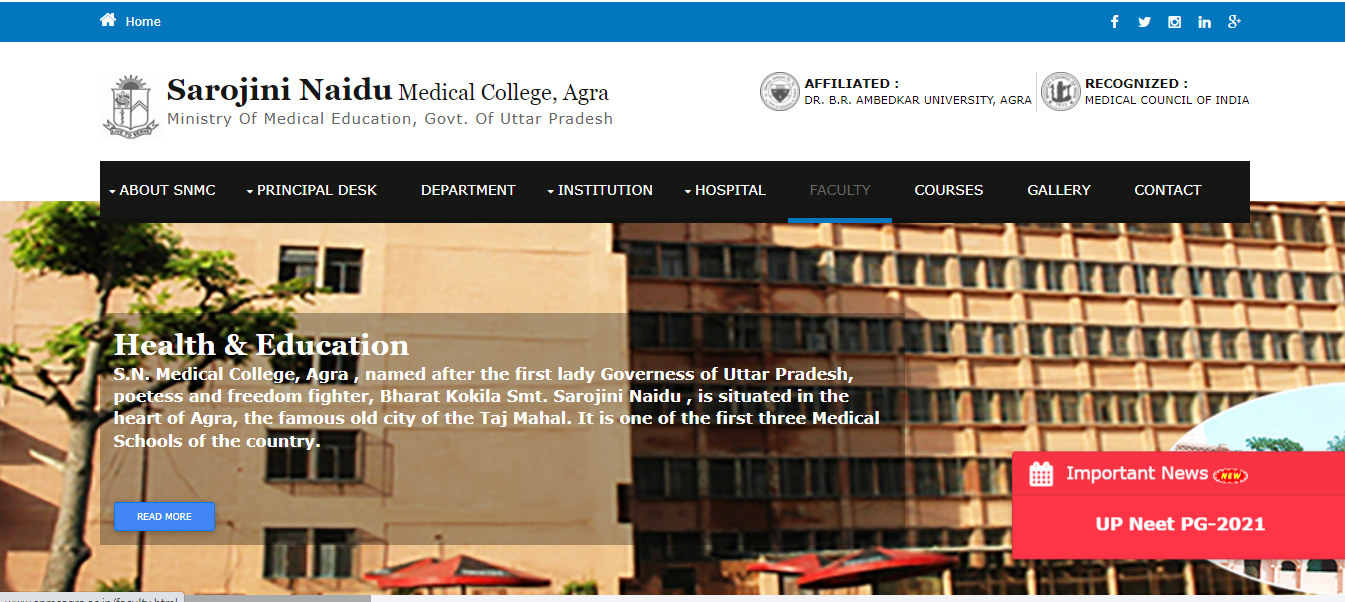 Home
Sarojini Naidu Medical College, Agra
Ministry Of Medical Education, Govt. Of Uttar Pradesh
AFFILIATED :
DR. B.R. AMBEDKAR UNIVERSITY, AGRA
RECOGNIZED :
MEDICAL COUNCIL OF INDIA
ABOUT SNMC PRINCIPAL DESK DEPARTMENT INSTITUTION HOSPITAL FACULTY COURSES GALLERY CONTACT
Health & Education
S.N. Medical College, Agra , named after the first lady Governess of Uttar Pradesh,
poetess and freedom fighter, Bharat Kokila Smt. Sarojini Naidu , is situated in the
heart of Agra, the famous old city of the Taj Mahal. It is one of the first three Medical
Schools of the country.
READ MORE
Important News NEW
UP Neet PG-2021